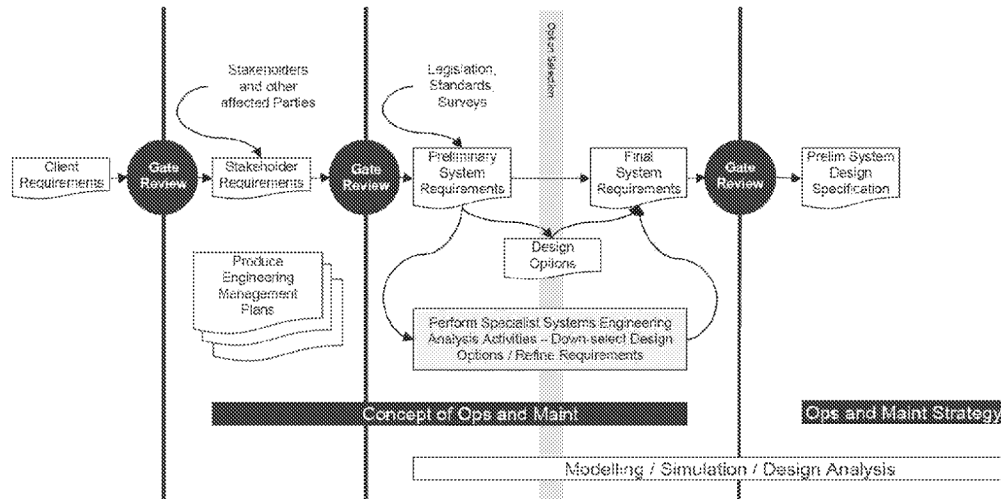 Option Selection
Stakeholders
and other
affected Parties
Legislation,
Standards,
Surveys
Client
Requirements
Gate
Review
Stakeholder
Requirements
Gate
Review
Preliminary
System
Requirements
Final
System
Requirements
Gate
Review
Prelim System
Design
Specification
Design
Options
Produce
Engineering
Management
Plans
Perform Specialist Systems Engineering
Analysis Activities – Down-select Design
Options / Refine Requirements
Concept of Ops and Maint
Ops and Maint Strategy
Modelling / Simulation / Design Analysis